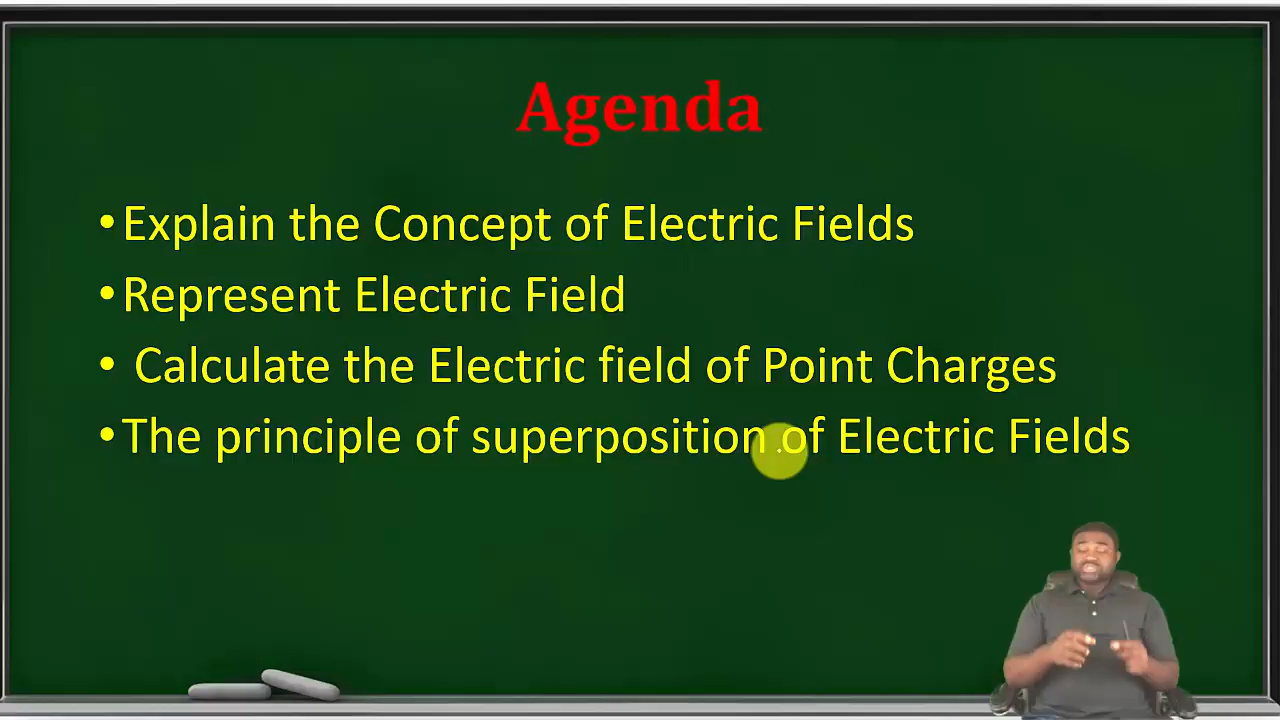 Agenda
•Explain the Concept of Electric Fields
•Represent Electric Field
• Calculate the Electric field of Point Charges
•The principle of superposition of Electric Fields